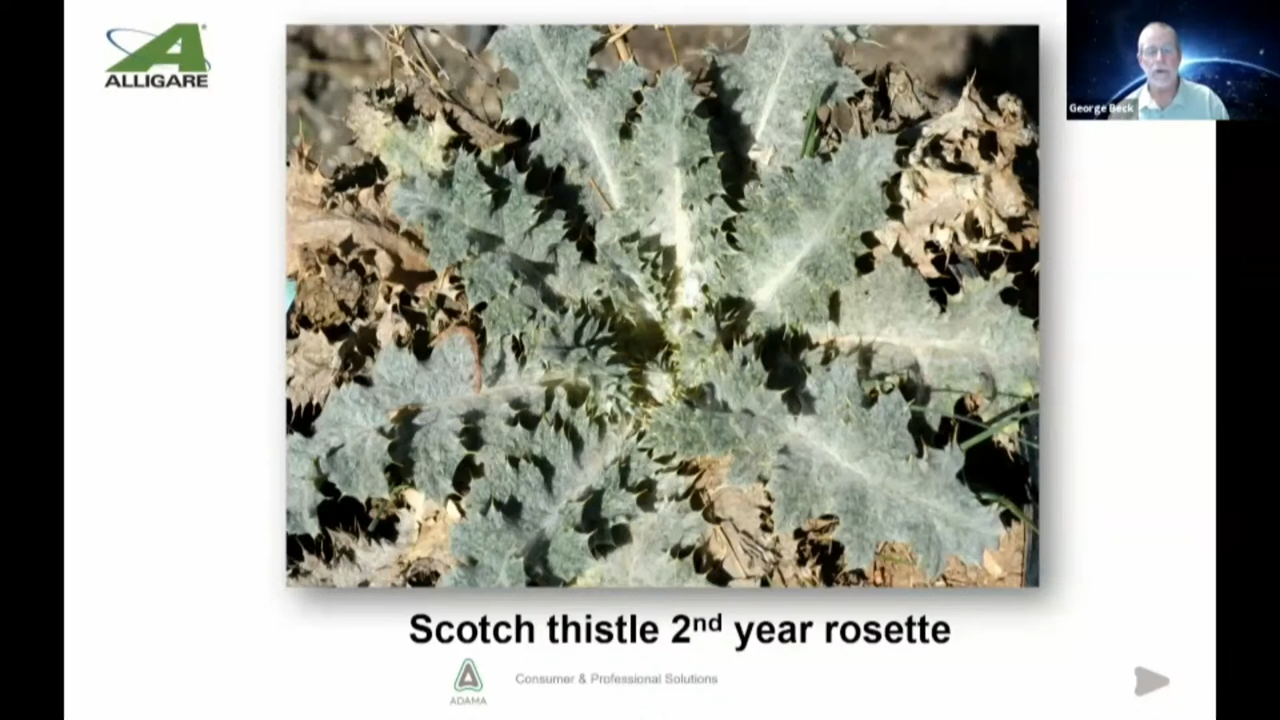 ALLIGARE
George Beck
Scotch thistle 2nd year rosette
Consumer & Professional Solutions
ADAMA